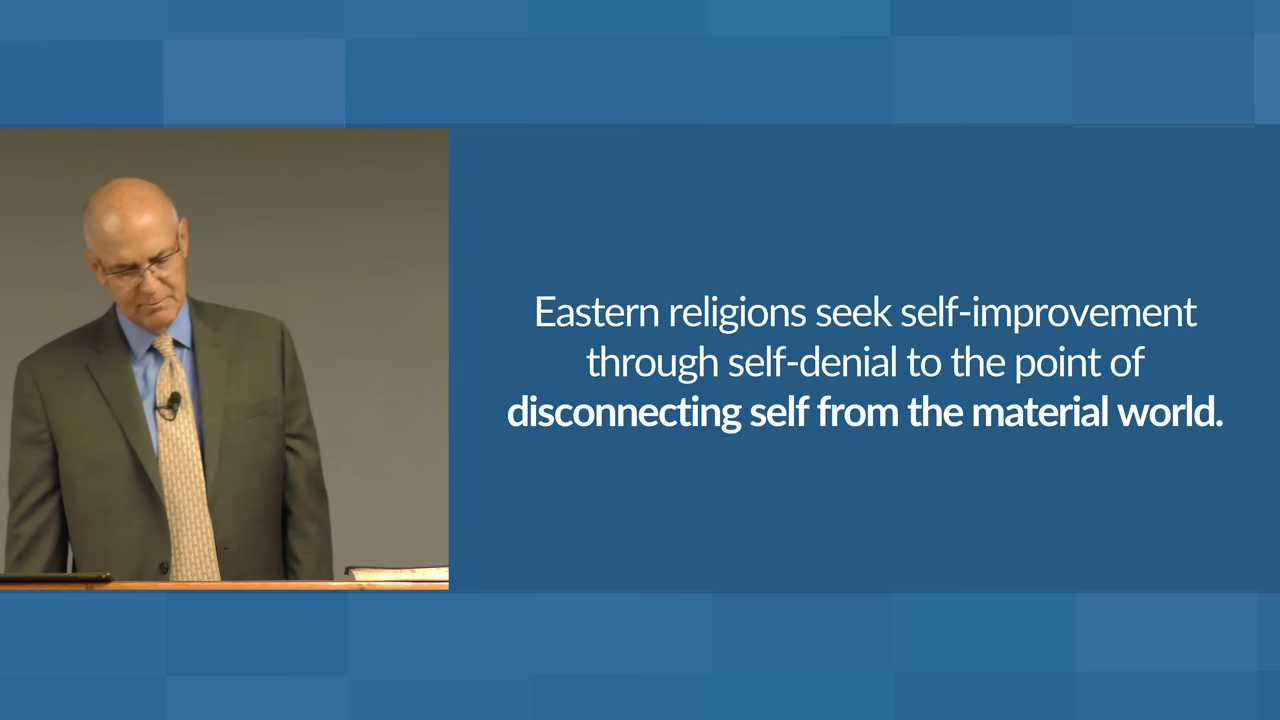 Eastern religions seek self-improvement
through self-denial to the point of
disconnecting self from the material world.